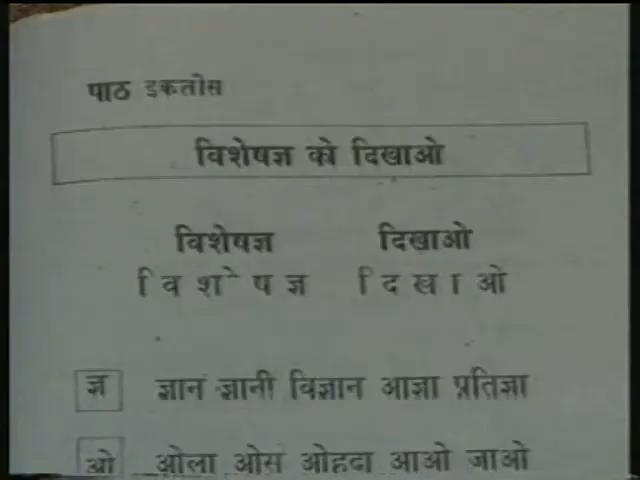 पाठ इकतीस
विशेषज्ञ को दिखाओ
विशेषज्ञ दिखाओ
ि व श े ष ज्ञ ि द ख ा ओ
ज्ञ ज्ञान ज्ञानी विज्ञान आज्ञा प्रतिज्ञा
ओ ओला ओस ओहदा आओ जाओ